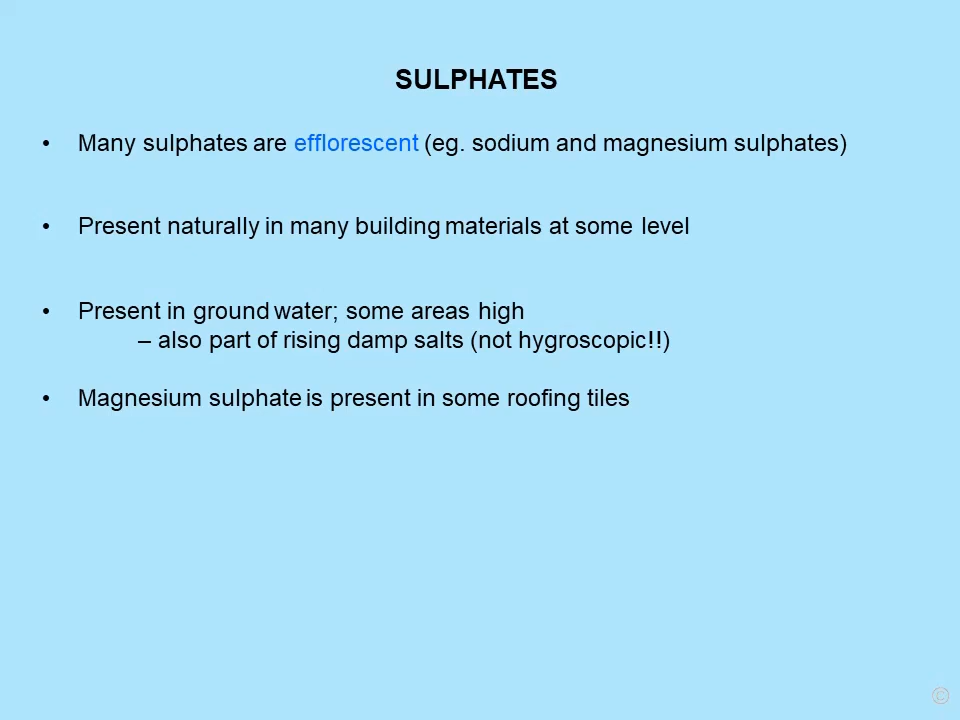 SULPHATES
• Many sulphates are efflorescent (eg. sodium and magnesium sulphates)
• Present naturally in many building materials at some level
• Present in ground water; some areas high
– also part of rising damp salts (not hygroscopic!!)
• Magnesium sulphate is present in some roofing tiles
©